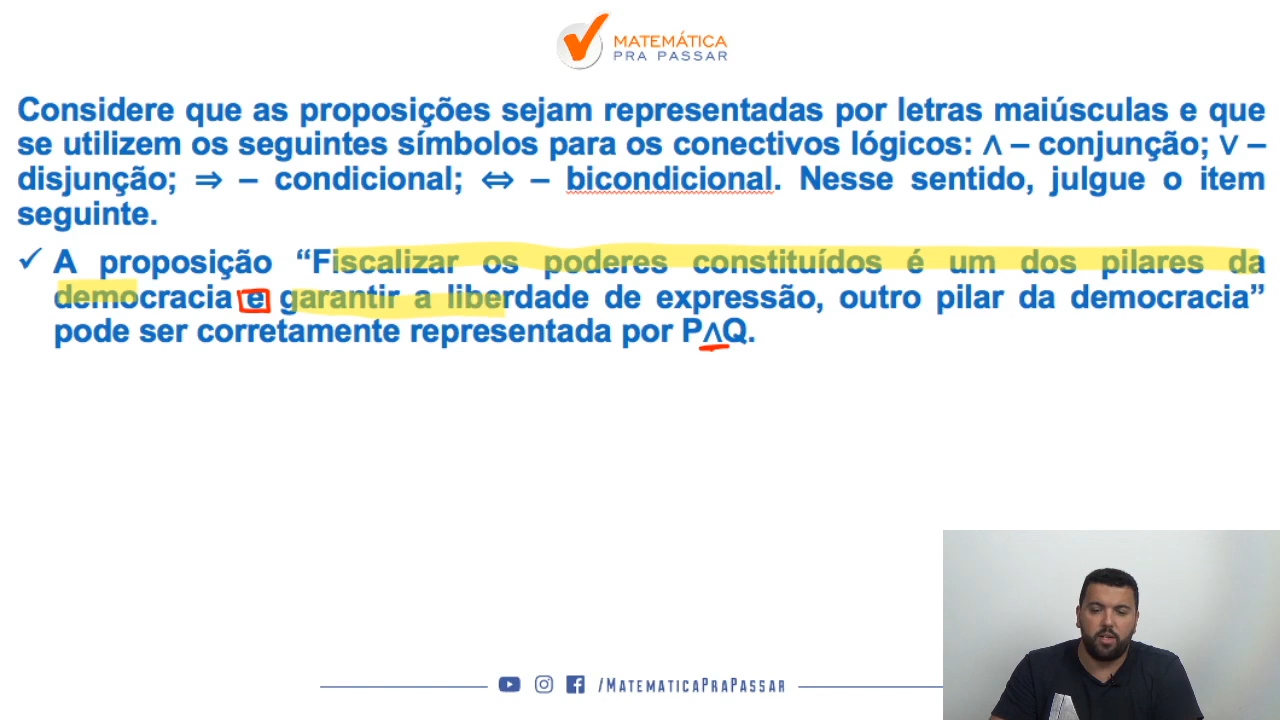 MATEMÁTICA
PRA PASSAR
Considere que as proposições sejam representadas por letras maiúsculas e que
se utilizem os seguintes símbolos para os conectivos lógicos: ∧ – conjunção; ∨ –
disjunção; ⇒ – condicional; ⇔ – bicondicional. Nesse sentido, julgue o item
seguinte.
✓ A proposição “Fiscalizar os poderes constituídos é um dos pilares da
democracia e garantir a liberdade de expressão, outro pilar da democracia”
pode ser corretamente representada por P∧Q.
/MATEMATICAPRAPASSAR